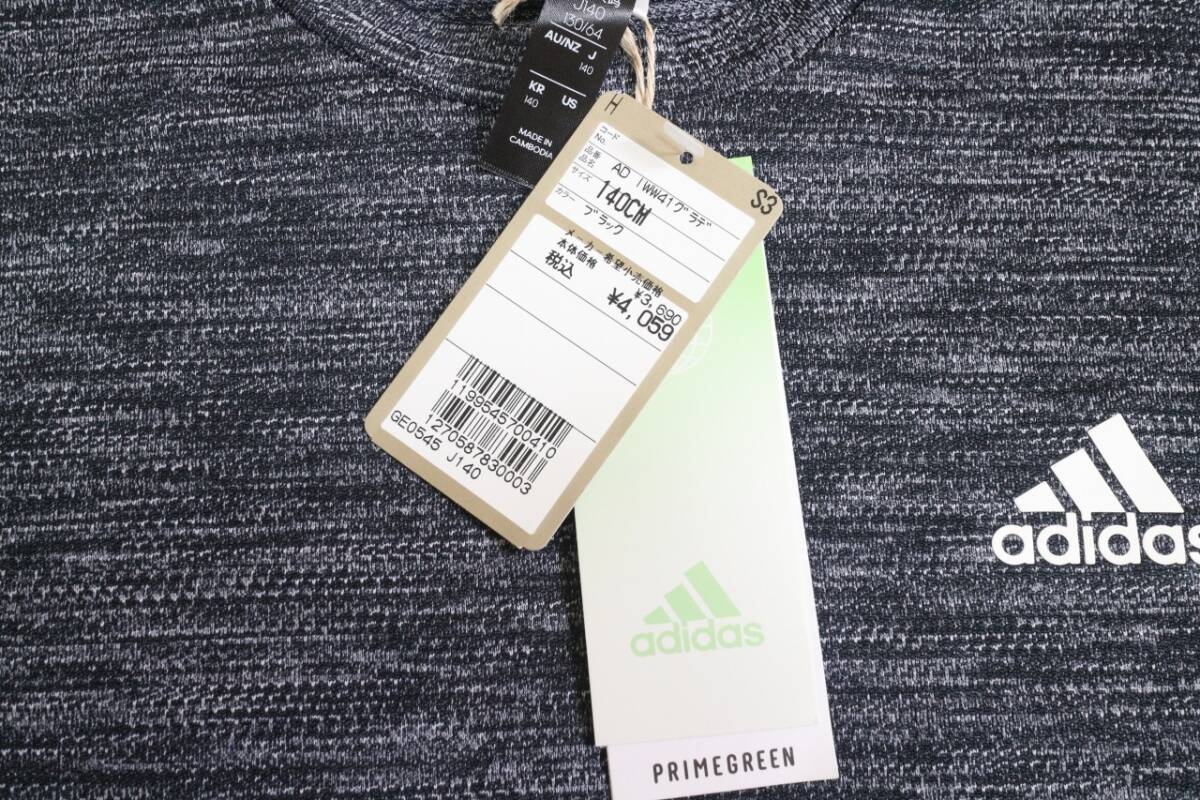 J140
130/64
AU/NZ J
140
KR US
140
MADE IN
CAMBODIA
H
S3
コード
No.
品番
品名
AD IWW41グラデ
サイズ
140CM
カラー
ブラック
メーカー希望小売価格
本体価格
¥3,690
税込
¥4,059
1199545700410
1270587830003
GE0545 J140
adidas
PRIMEGREEN
adidas